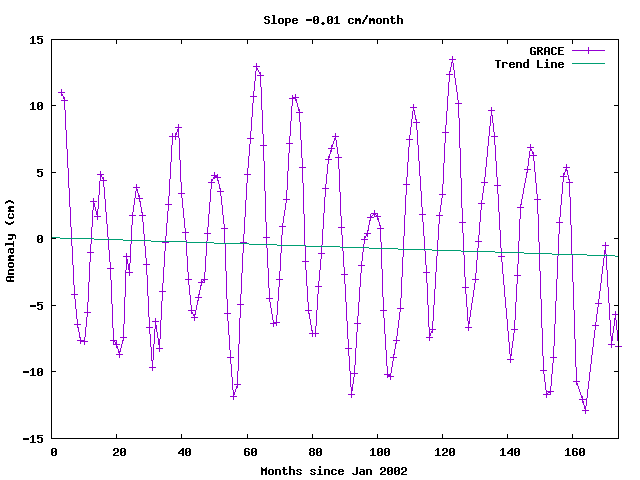 Slope -0.01 cm/month
GRACE
Trend Line
15
10
5
0
-5
-10
-15
Anomaly (cm)
0 20 40 60 80 100 120 140 160
Months since Jan 2002